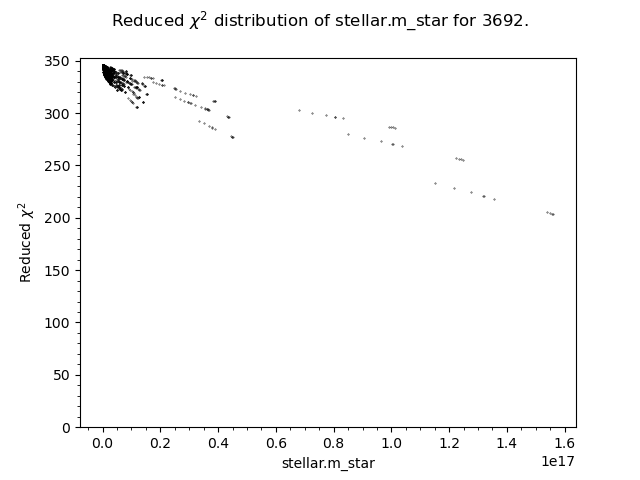 Reduced χ² distribution of stellar.m_star for 3692.
350
300
250
200
150
100
50
0
Reduced χ²
0.0 0.2 0.4 0.6 0.8 1.0 1.2 1.4 1.6
1e17
stellar.m_star